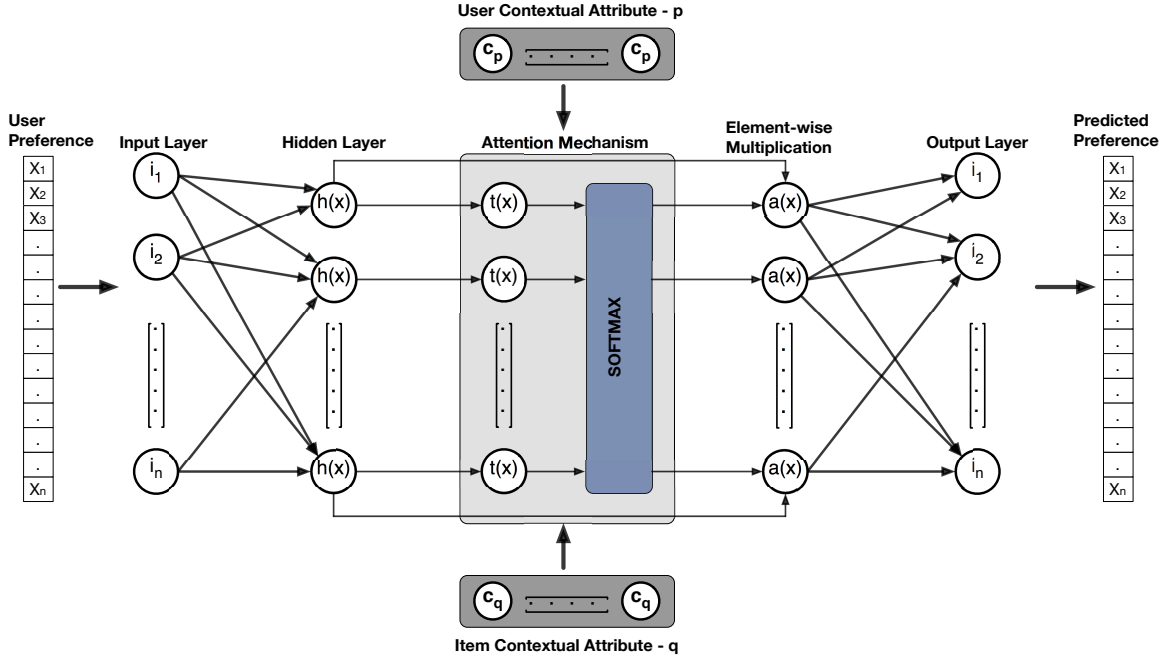 User Contextual Attribute - p
cp . . . . cp
User
Preference
Input Layer
Hidden Layer
Attention Mechanism
Element-wise
Multiplication
Output Layer
Predicted
Preference
X1
X2
X3
.
.
.
.
.
.
.
.
.
.
Xn
i1
i2
.
.
.
.
.
in
h(x)
h(x)
.
.
.
.
.
h(x)
t(x)
t(x)
.
.
.
.
.
t(x)
SOFTMAX
a(x)
a(x)
.
.
.
.
.
a(x)
i1
i2
.
.
.
.
.
in
X1
X2
X3
.
.
.
.
.
.
.
.
.
.
Xn
cq . . . . cq
Item Contextual Attribute - q